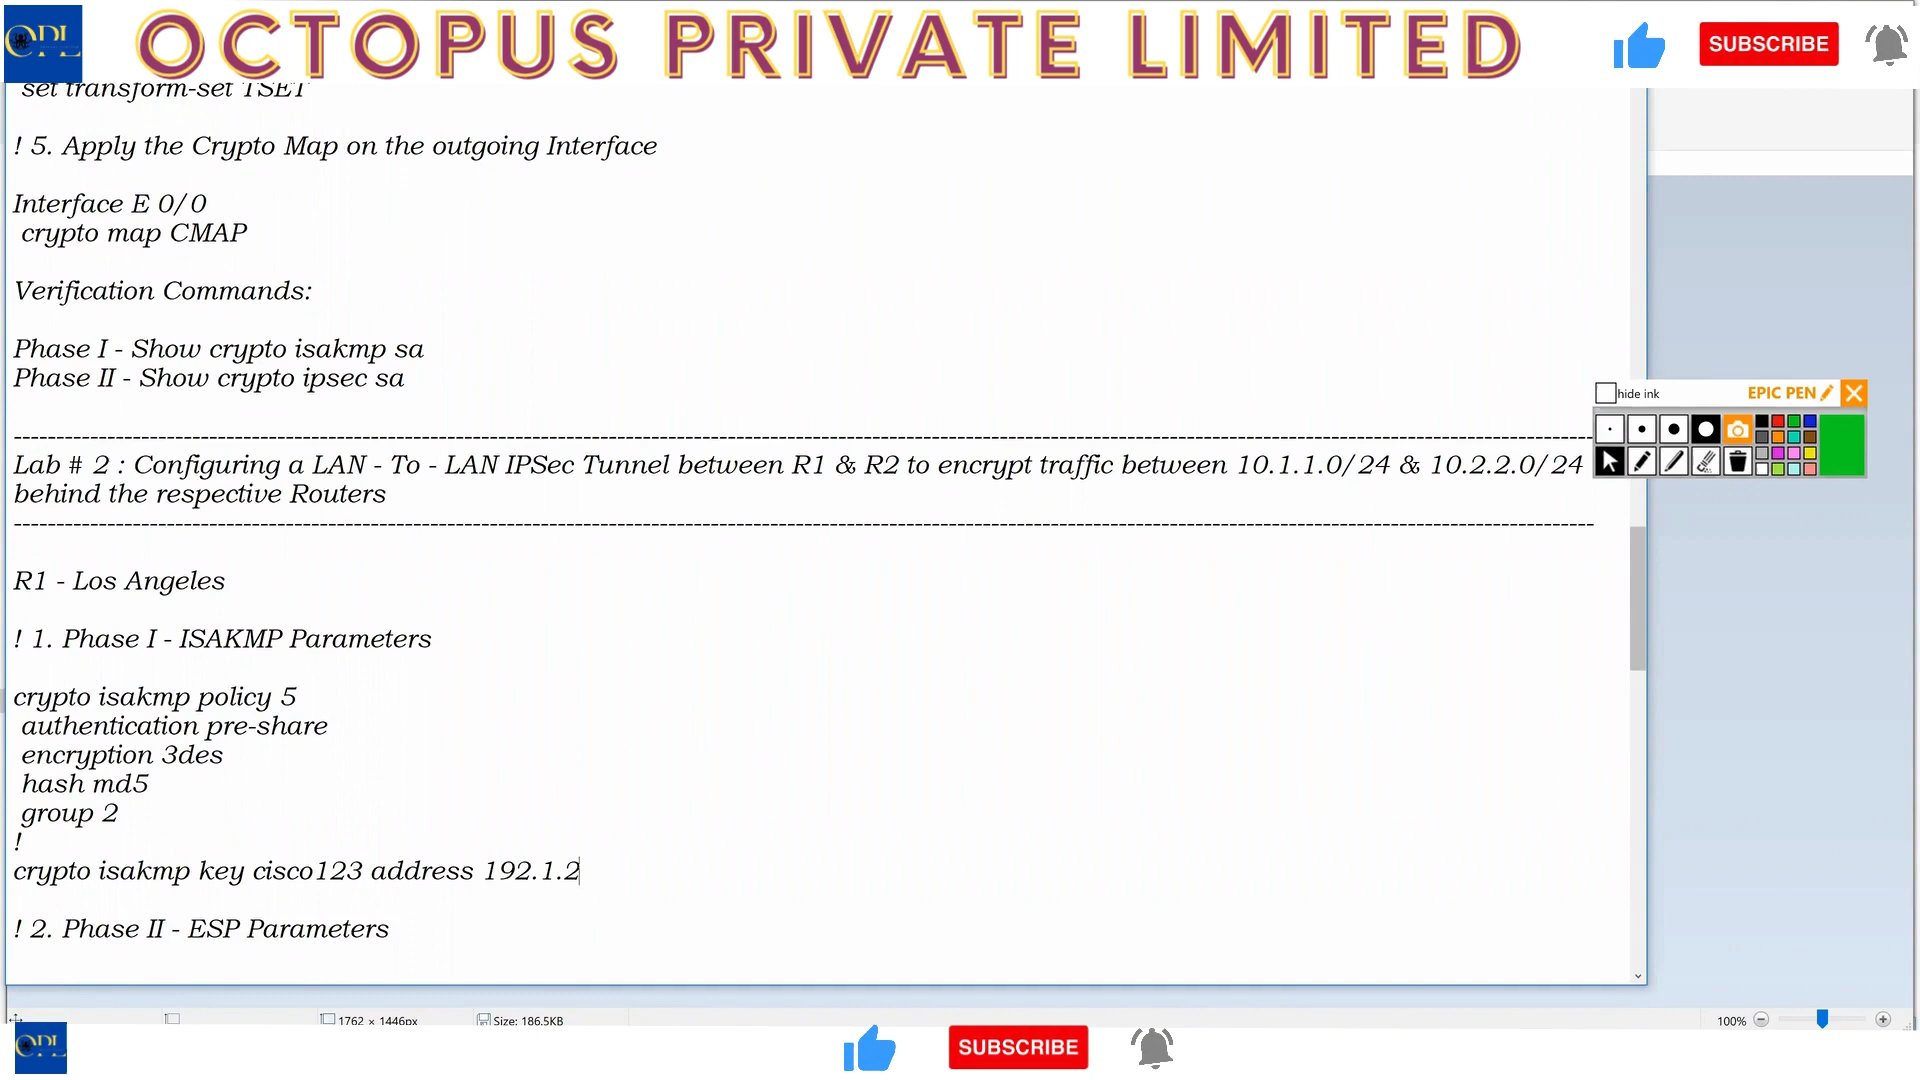 OPL
OCTOPUS PRIVATE LIMITED
SUBSCRIBE
set transform-set TSET
! 5. Apply the Crypto Map on the outgoing Interface
Interface E 0/0
crypto map CMAP
Verification Commands:
Phase I - Show crypto isakmp sa
Phase II - Show crypto ipsec sa
hide ink
EPIC PEN
Lab # 2 : Configuring a LAN - To - LAN IPSec Tunnel between R1 & R2 to encrypt traffic between 10.1.1.0/24 & 10.2.2.0/24
behind the respective Routers
R1 - Los Angeles
! 1. Phase I - ISAKMP Parameters
crypto isakmp policy 5
authentication pre-share
encryption 3des
hash md5
group 2
!
crypto isakmp key cisco123 address 192.1.2
! 2. Phase II - ESP Parameters
1762 × 1446px
Size: 186.5KB
100%
OPL
SUBSCRIBE